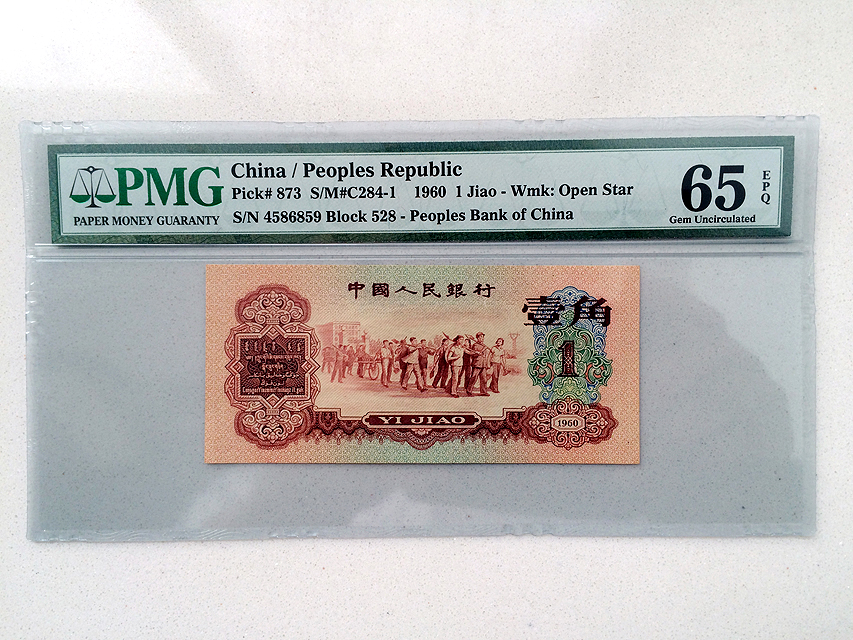 PMG
PAPER MONEY GUARANTY
China / Peoples Republic
Pick# 873 S/M#C284-1 1960 1 Jiao - Wmk: Open Star
S/N 4586859 Block 528 - Peoples Bank of China
65
EPQ
Gem Uncirculated
中國人民銀行
壹角
1
YI JIAO
1960